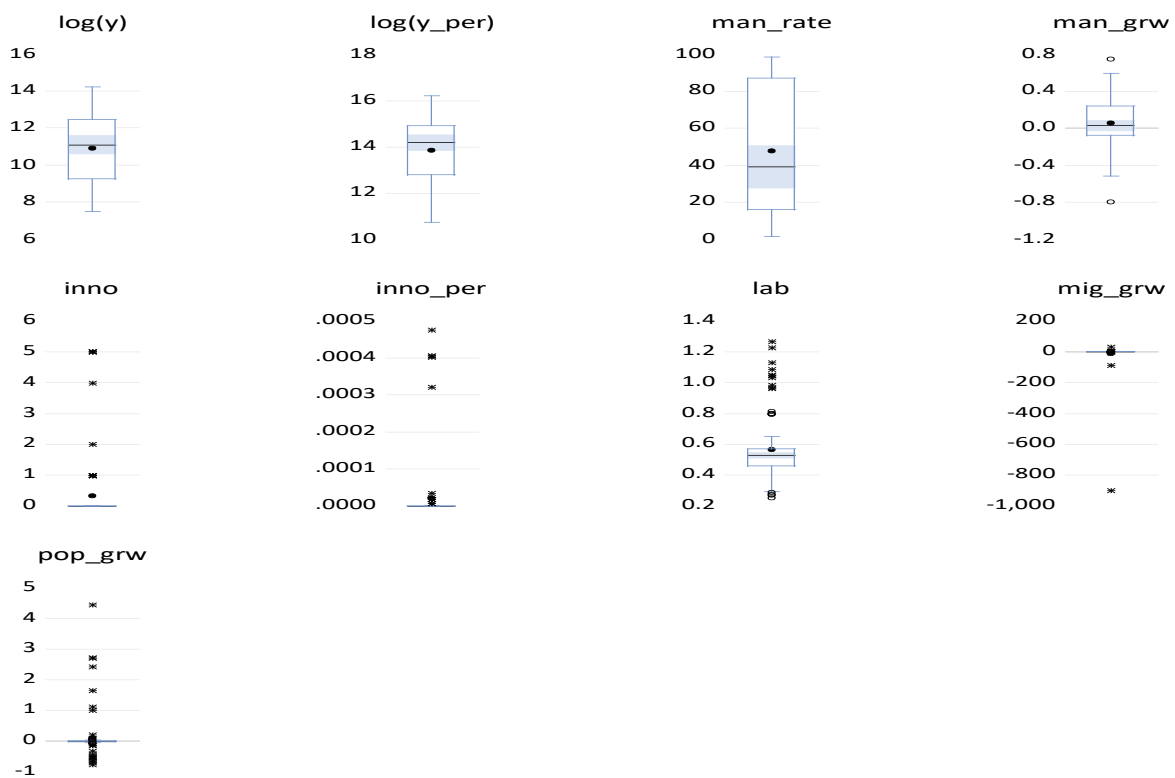 log(y) log(y_per) man_rate man_grw
16 18 100 0.8
14 16 80 0.4
12 60 0.0
10 14 40 -0.4
8 12 20 -0.8
6 10 0 -1.2
inno inno_per lab mig_grw
6 .0005 1.4 200
5 .0004 1.2 0
4 .0003 1.0 -200
3 0.8 -400
2 .0002 0.6 -600
1 .0001 0.4 -800
0 .0000 0.2 -1,000
pop_grw
5
4
3
2
1
0
-1